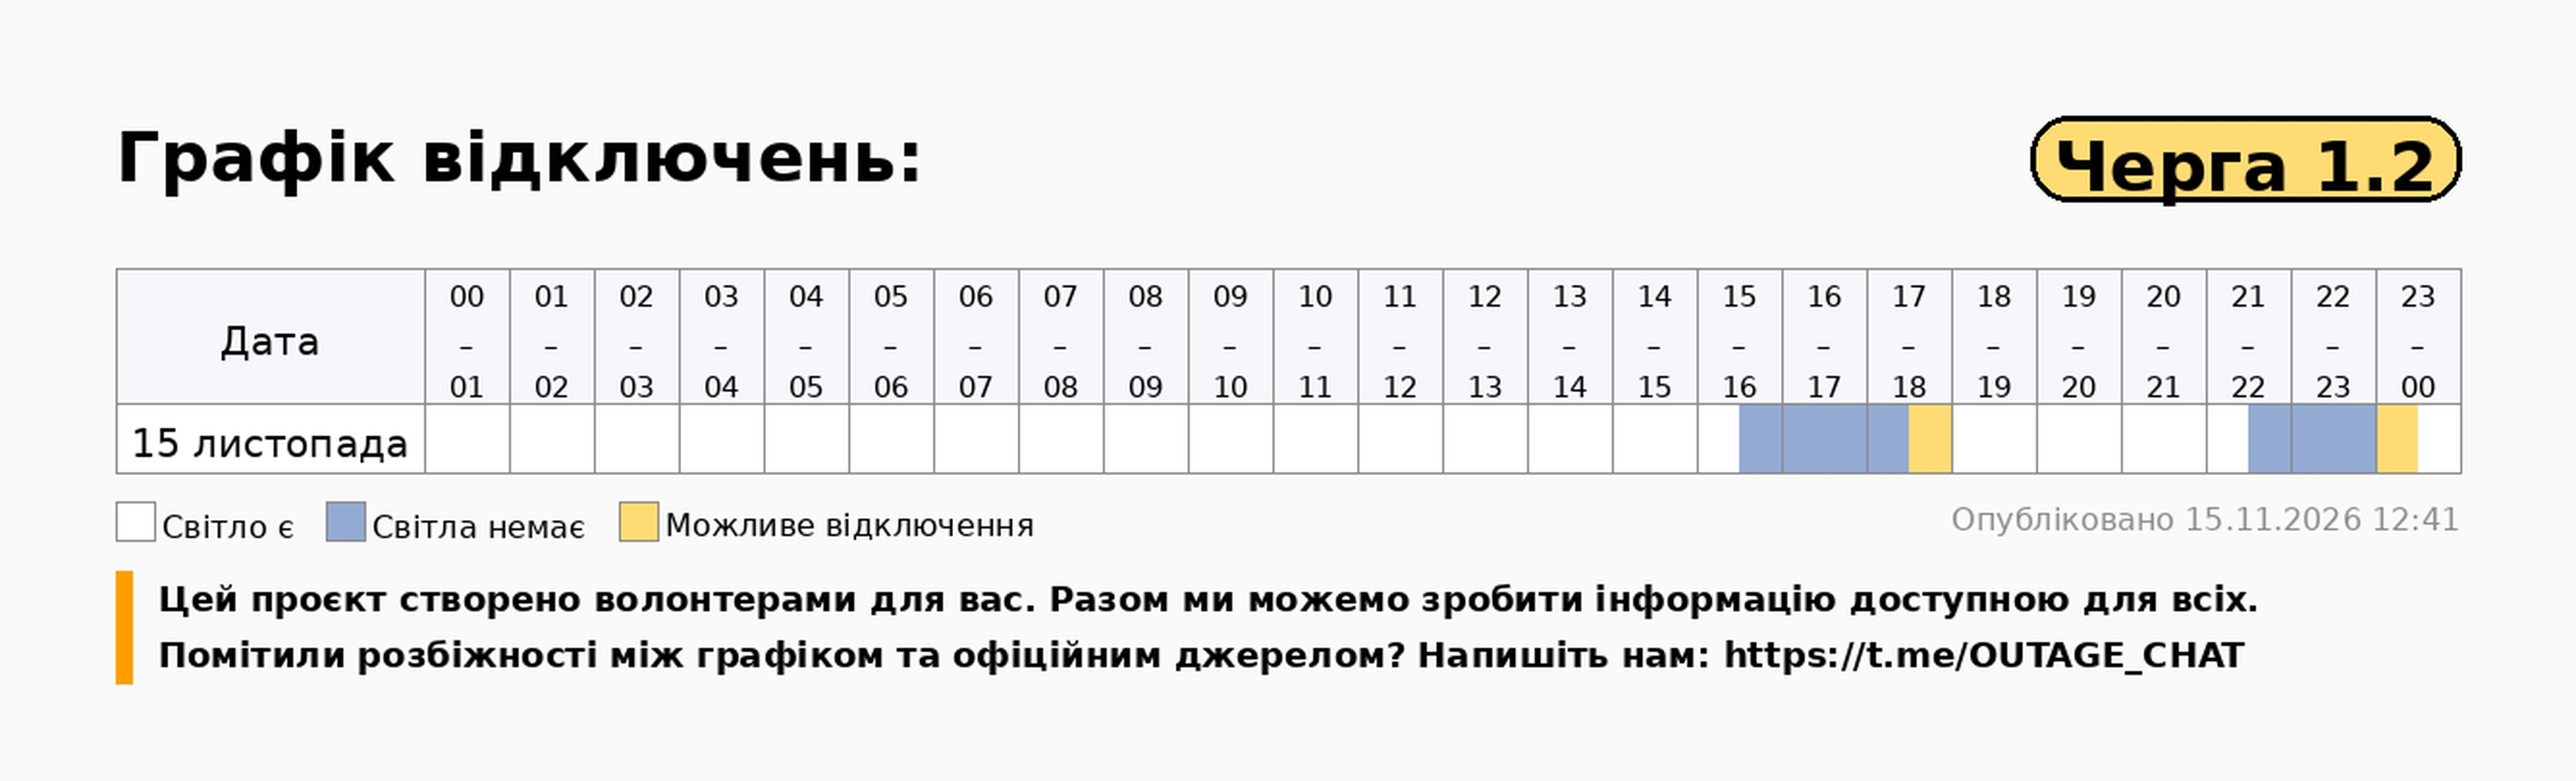 Графік відключень:
Черга 1.2
Дата
00 – 01
01 – 02
02 – 03
03 – 04
04 – 05
05 – 06
06 – 07
07 – 08
08 – 09
09 – 10
10 – 11
11 – 12
12 – 13
13 – 14
14 – 15
15 – 16
16 – 17
17 – 18
18 – 19
19 – 20
20 – 21
21 – 22
22 – 23
23 – 00
15 листопада
Світло є
Світла немає
Можливе відключення
Опубліковано 15.11.2026 12:41
Цей проєкт створено волонтерами для вас. Разом ми можемо зробити інформацію доступною для всіх.
Помітили розбіжності між графіком та офіційним джерелом? Напишіть нам: https://t.me/OUTAGE_CHAT